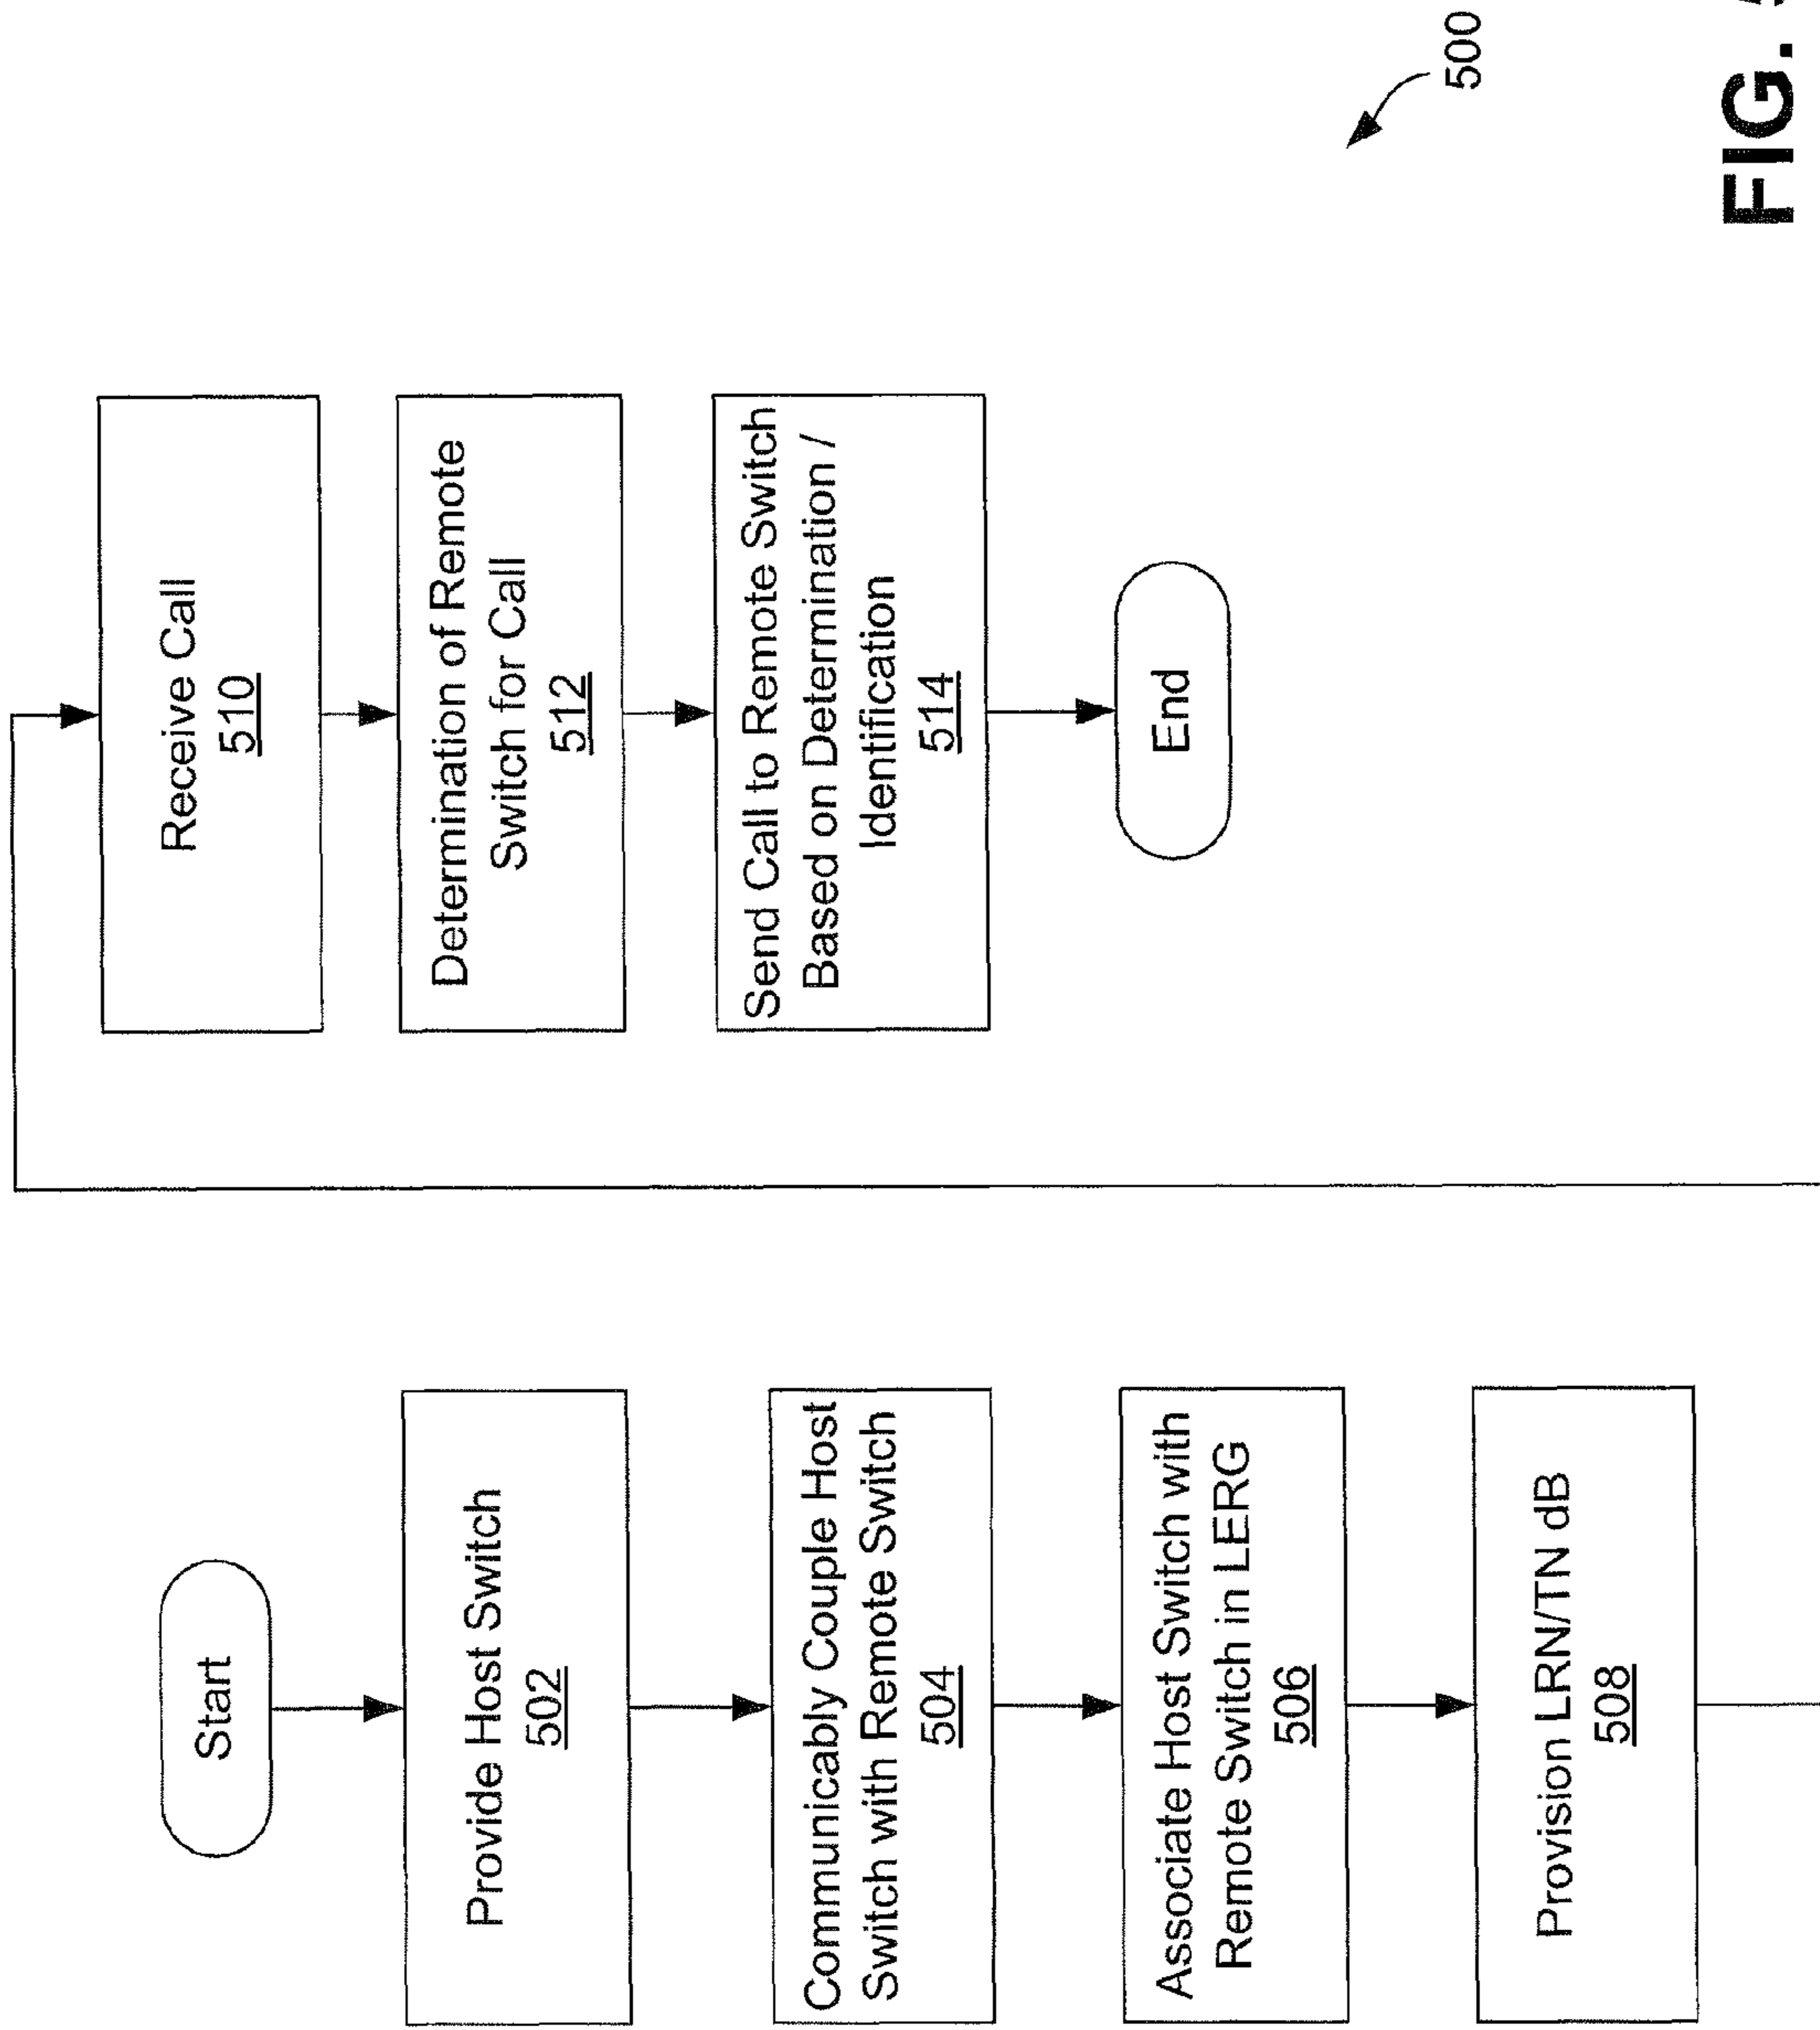 Start
Provide Host Switch
502
Communicably Couple Host
Switch with Remote Switch
504
Associate Host Switch with
Remote Switch in LERG
506
Provision LRN/TN dB
508
Receive Call
510
Determination of Remote
Switch for Call
512
Send Call to Remote Switch
Based on Determination /
Identification
514
End
500
FIG.